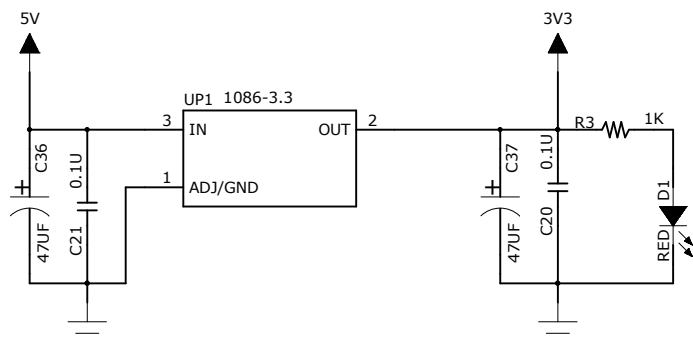 5V
3V3
UP1 1086-3.3
3
IN
OUT
2
R3
1K
C36
0.1U
C37
0.1U
1
ADJ/GND
D1
47UF
C21
47UF
C20
RED